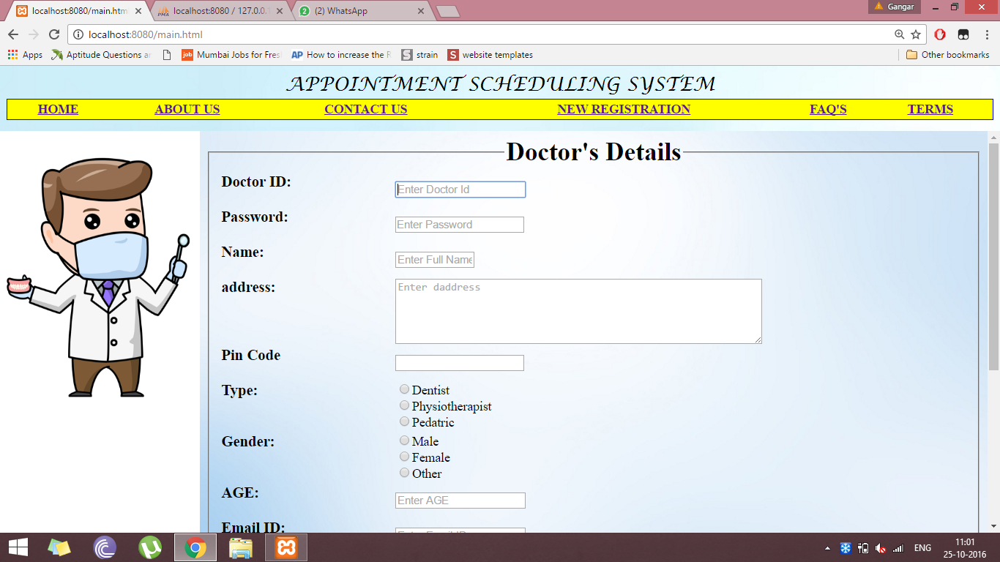 localhost:8080/main.htm
localhost:8080 / 127.0.0.1
2 (2) WhatsApp
Gangar
localhost:8080/main.html
Apps
Aptitude Questions
job Mumbai Jobs for Fres
AP How to increase the
S strain
S website templates
Other bookmarks
APPOINTMENT SCHEDULING SYSTEM
HOME ABOUT US CONTACT US NEW REGISTRATION FAQ'S TERMS
Doctor's Details
Doctor ID: Enter Doctor Id
Password: Enter Password
Name: Enter Full Name
address: Enter daddress
Pin Code
Type: Dentist
Physiotherapist
Pedatric
Gender: Male
Female
Other
AGE: Enter AGE
Email ID:
ENG
11:01
25-10-2016